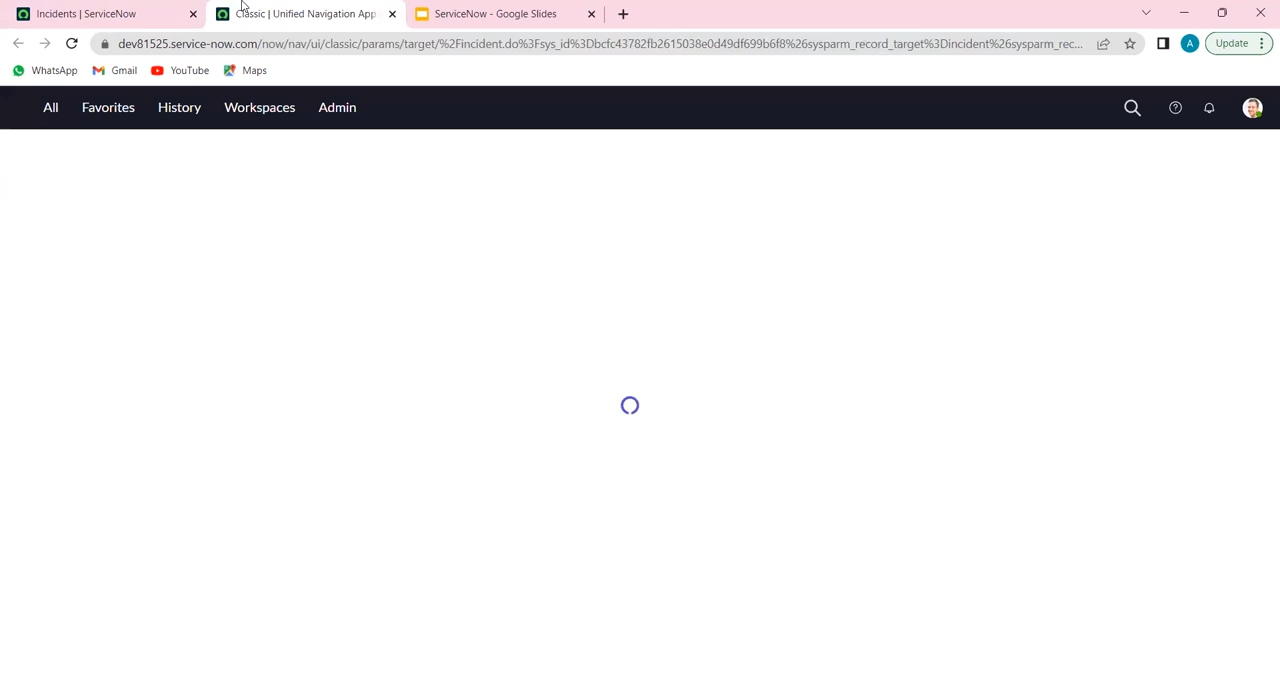 Incidents | ServiceNow
Classic | Unified Navigation App
ServiceNow - Google Slides
dev81525.service-now.com/now/nav/ui/classic/params/target/%2Fincident.do%3Fsys_id%3Dbcfc43782fb2615038e0d49df699b6f8%26sysparm_record_target%3Dincident%26sysparm_rec...
A
Update
WhatsApp
Gmail
YouTube
Maps
All
Favorites
History
Workspaces
Admin